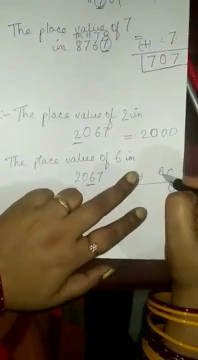 The place value of 7
in 8767
= 7
(+)
707
:- The place value of 2 in
2067 = 2000
The place value of 6 in
2067